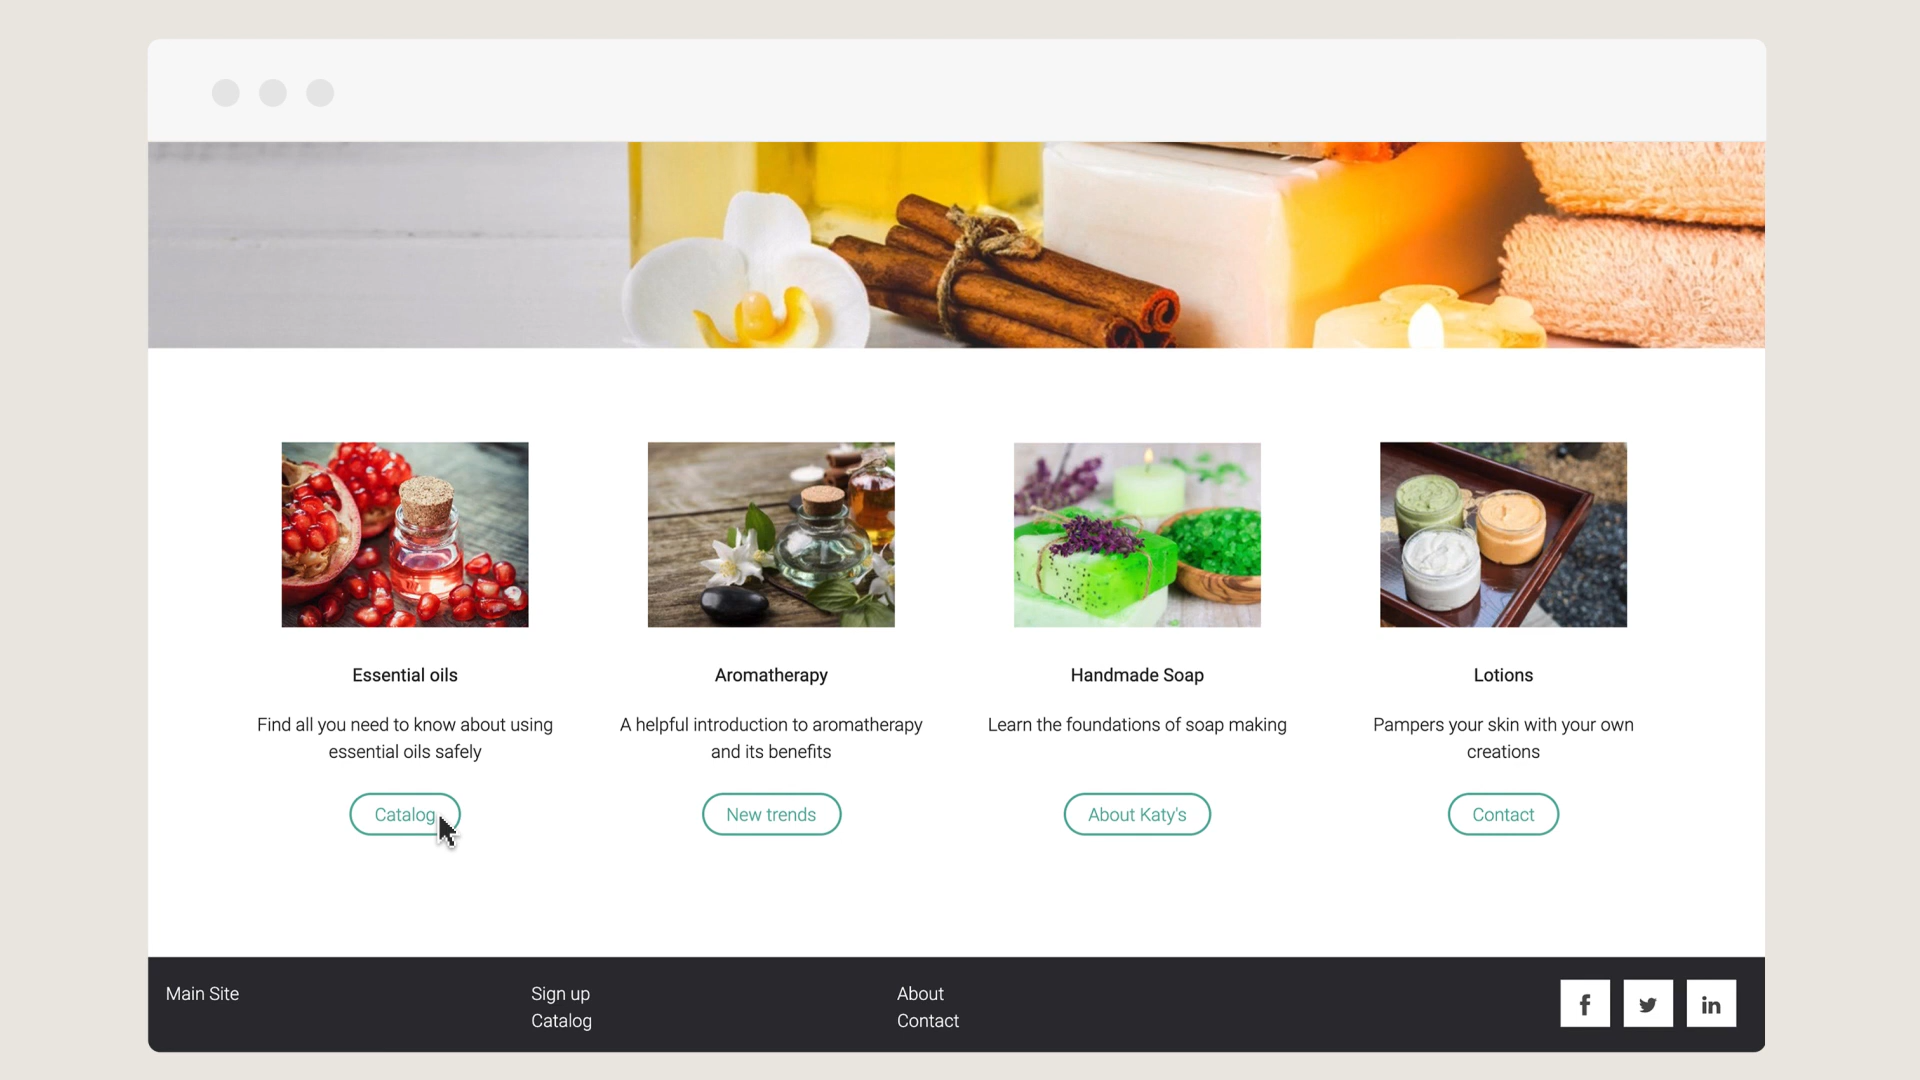 Essential oils
Find all you need to know about using
essential oils safely
Catalog
Aromatherapy
A helpful introduction to aromatherapy
and its benefits
New trends
Handmade Soap
Learn the foundations of soap making
About Katy's
Lotions
Pampers your skin with your own
creations
Contact
Main Site
Sign up
Catalog
About
Contact
f
in